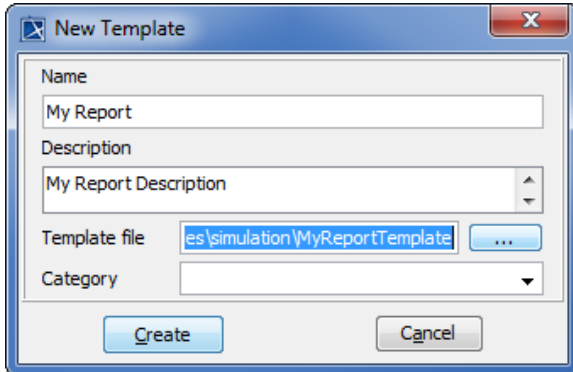 New Template
Name
My Report
Description
My Report Description
Template file es\simulation\MyReportTemplate ...
Category
Create Cancel